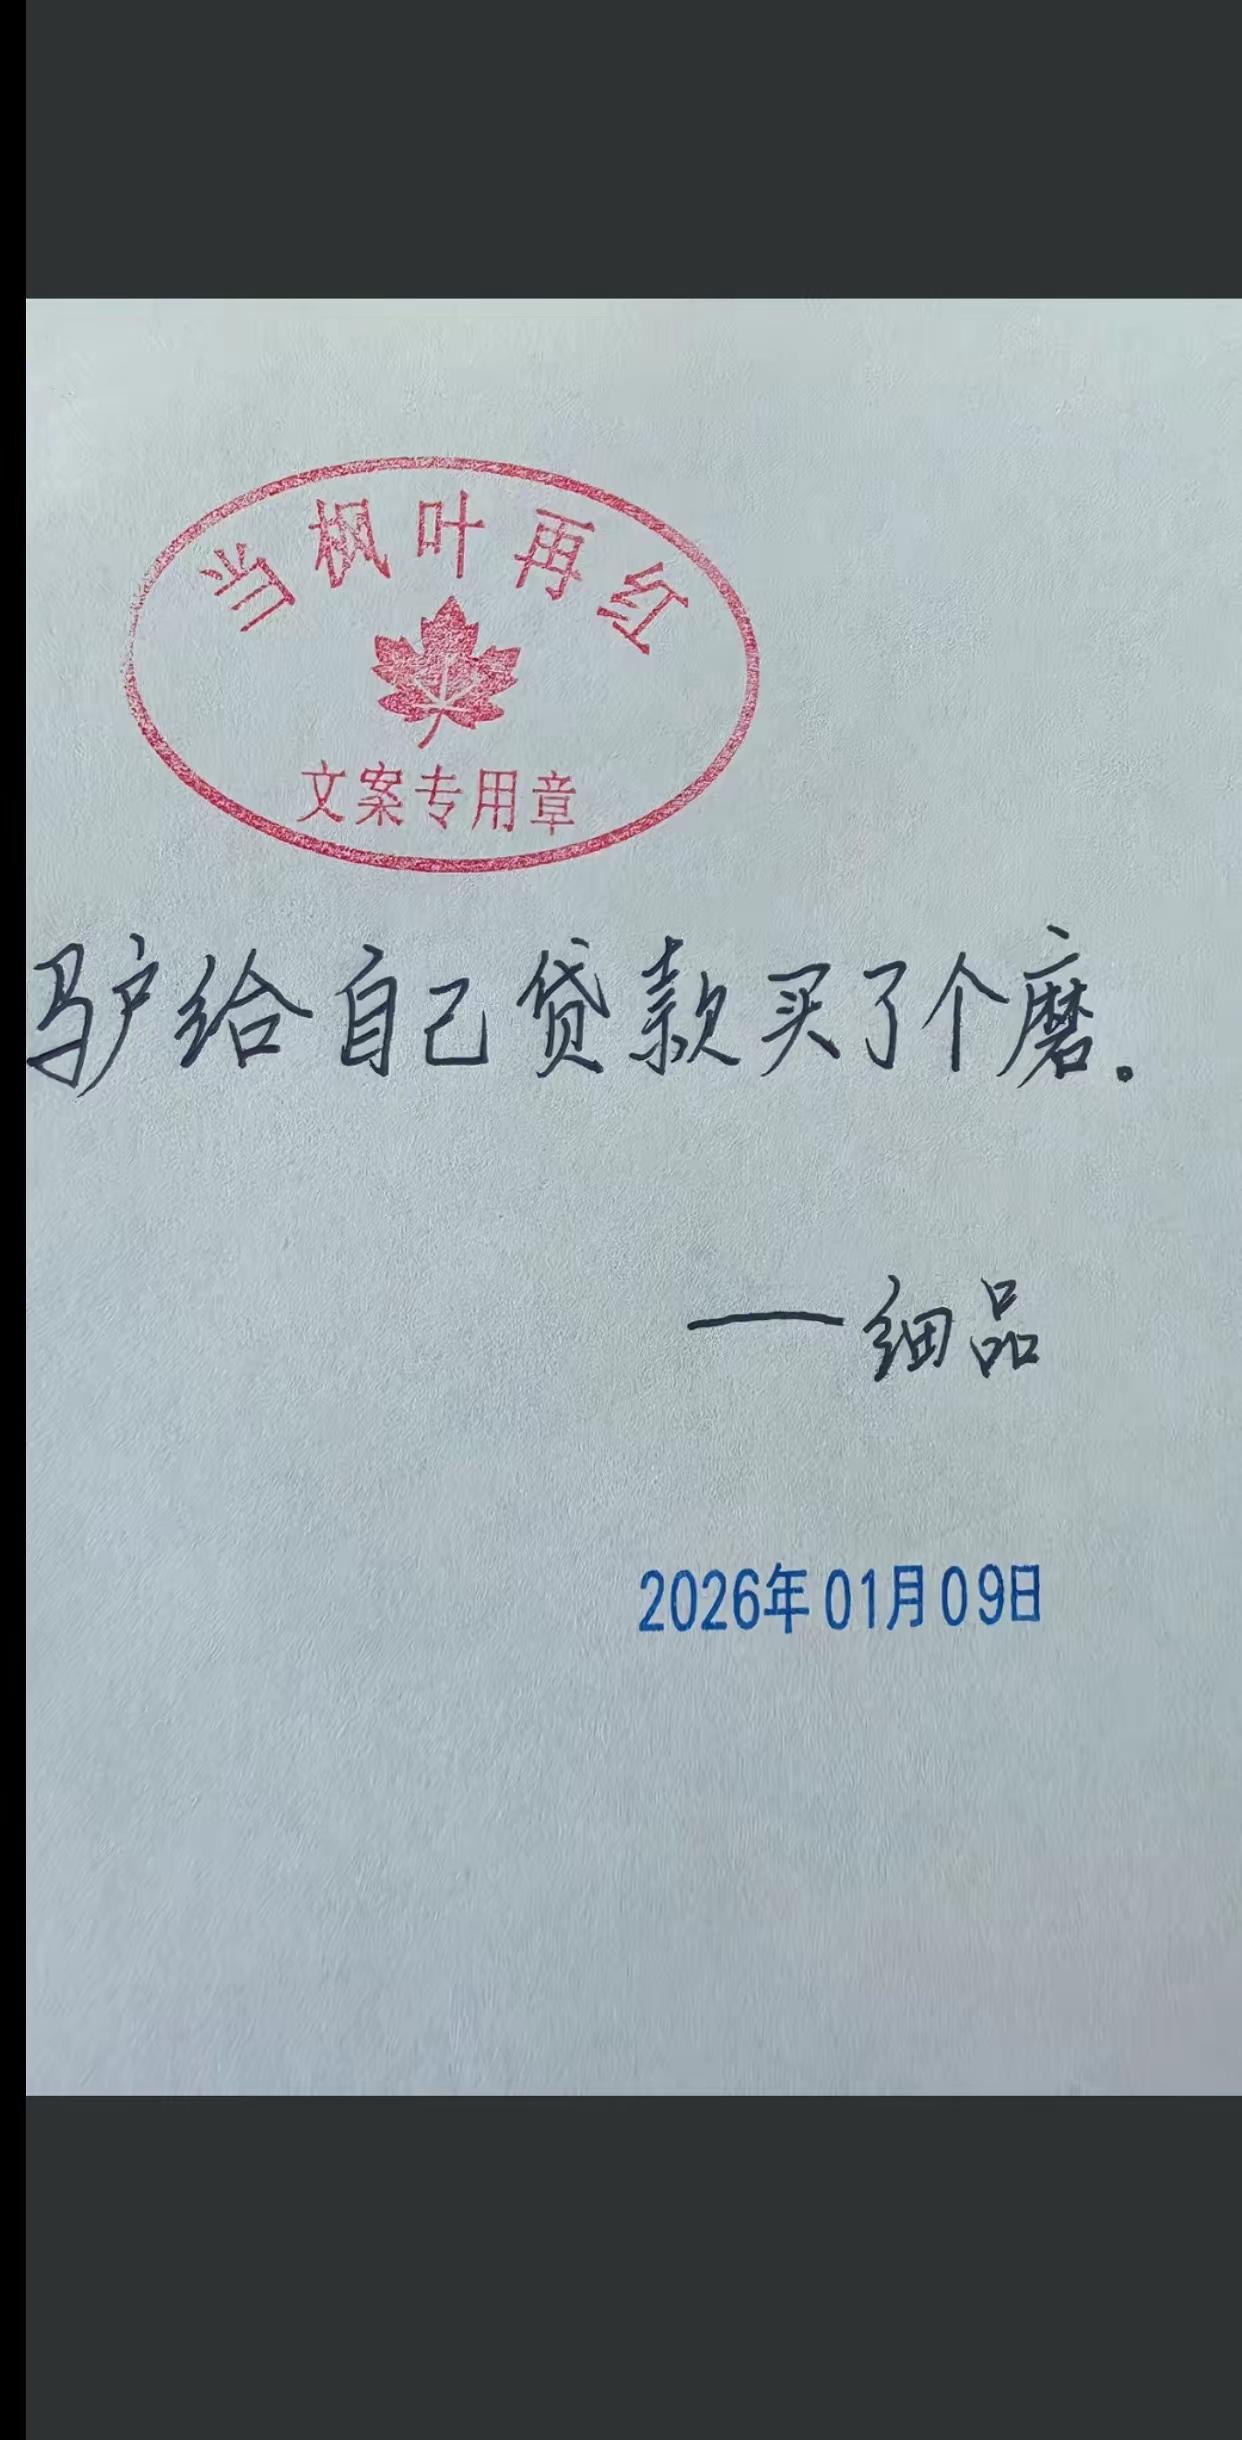 当枫叶再红
文案专用章
驴给自己贷款买了个磨。
——细品
2026年01月09日